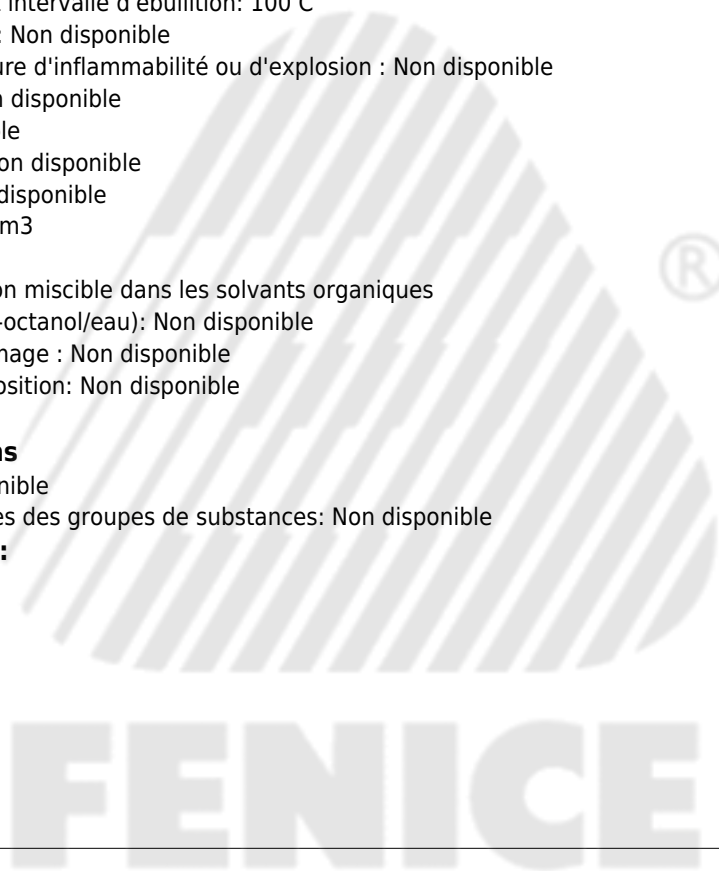 intervalle d'ébullition: 100 C
: Non disponible
ure d'inflammabilité ou d'explosion : Non disponible
n disponible
le
on disponible
disponible
m3
on miscible dans les solvants organiques
-octanol/eau): Non disponible
mage : Non disponible
osition: Non disponible
ns
nible
es des groupes de substances: Non disponible
:
®
FENICE